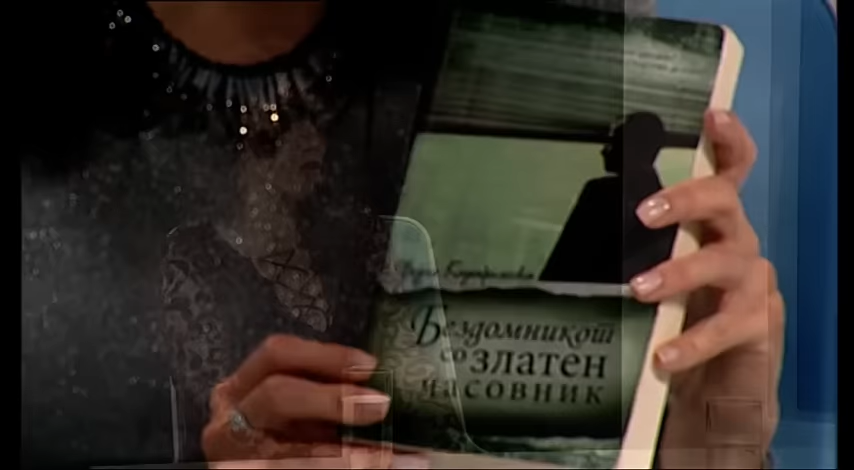 Бездомникот
со златен
часовник